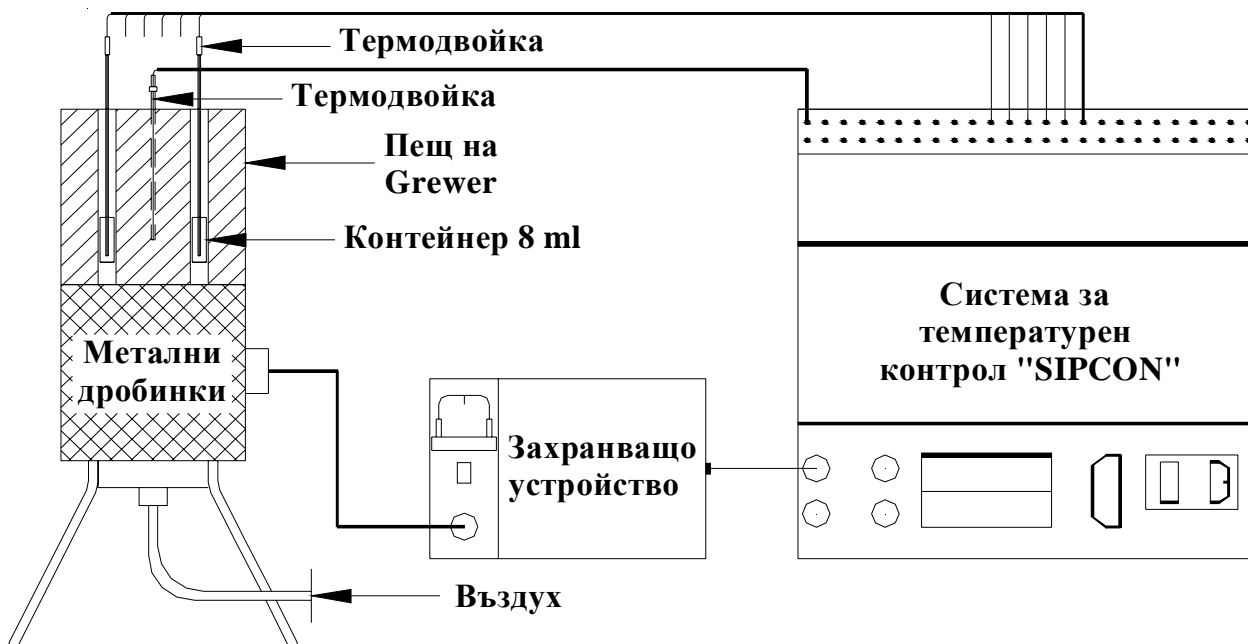 Термодвойка
Термодвойка
Пещ на
Grewer
Контейнер 8 ml
Метални
дробинки
Захранващо
устройство
Въздух
Система за
температурен
контрол "SIPCON"